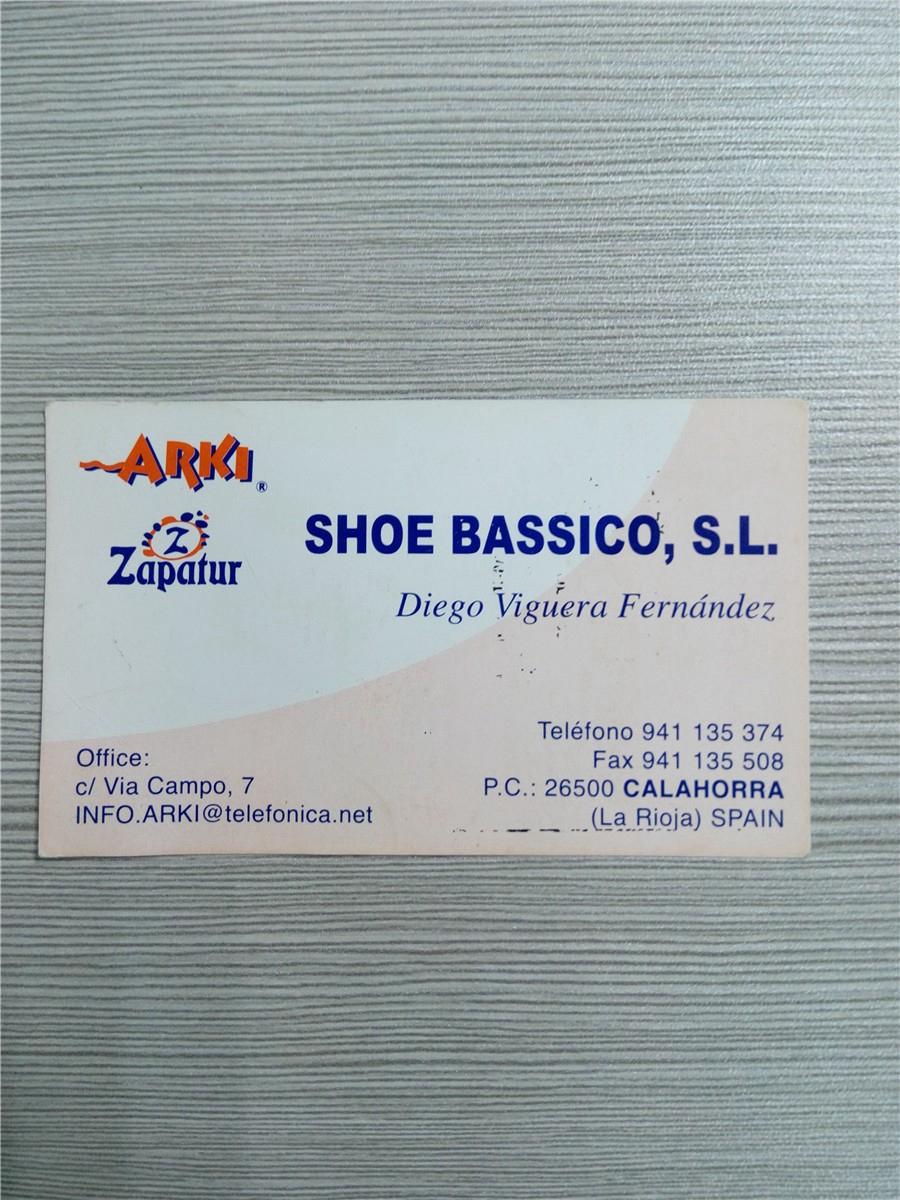 ARKI
®
Z
Zapatur
SHOE BASSICO, S.L.
Diego Viguera Fernández
Office:
c/ Via Campo, 7
INFO.ARKI@telefonica.net
Teléfono 941 135 374
Fax 941 135 508
P.C.: 26500 CALAHORRA
(La Rioja) SPAIN